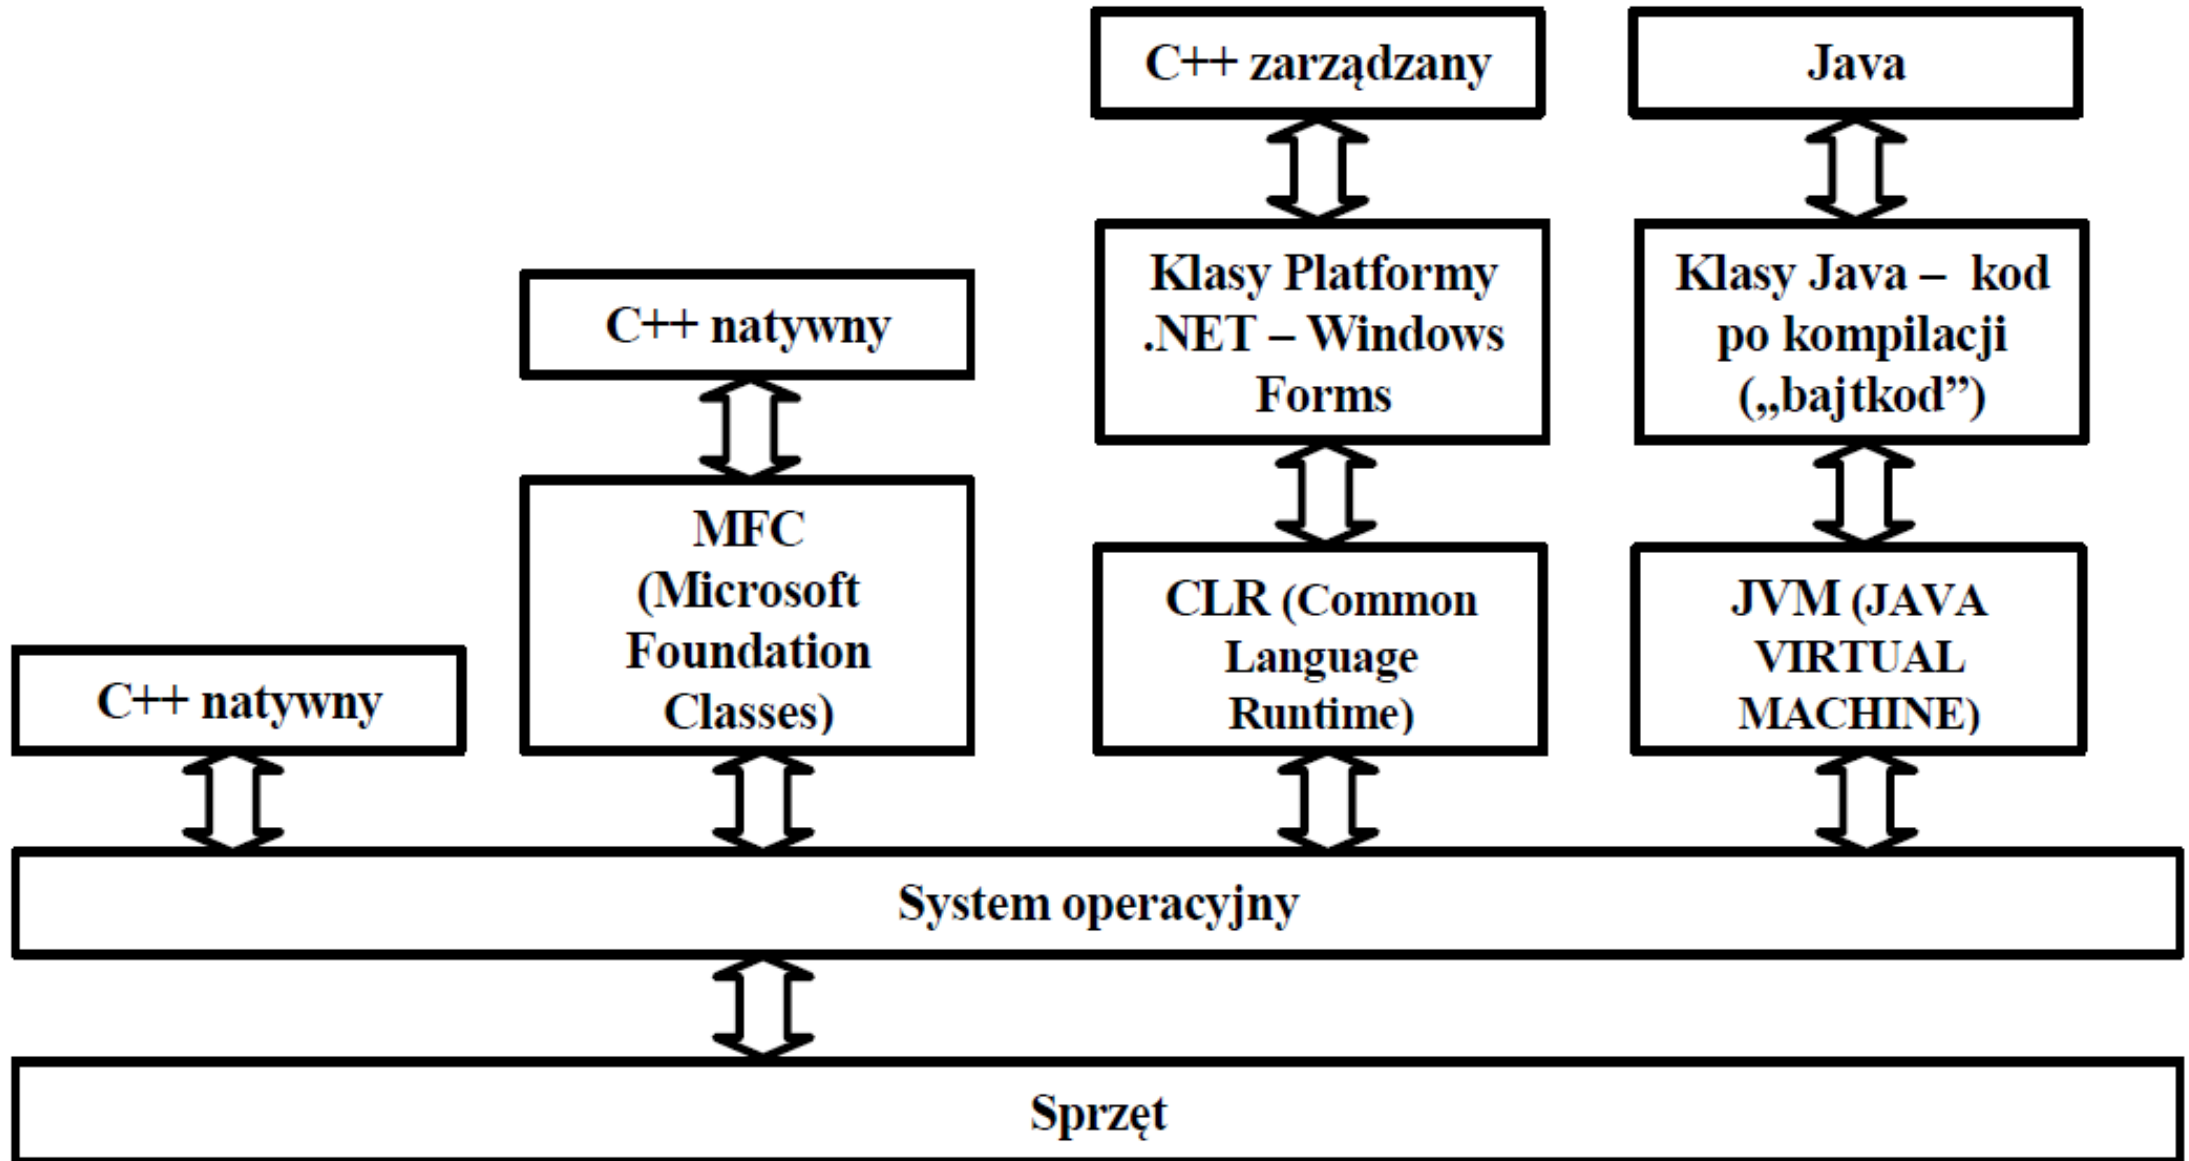 C++ zarządzany
Java
Klasy Platformy
.NET – Windows
Forms
Klasy Java – kod
po kompilacji
(„bajtkod”)
C++ natywny
MFC
(Microsoft
Foundation
Classes)
CLR (Common
Language
Runtime)
JVM (JAVA
VIRTUAL
MACHINE)
C++ natywny
System operacyjny
Sprzęt